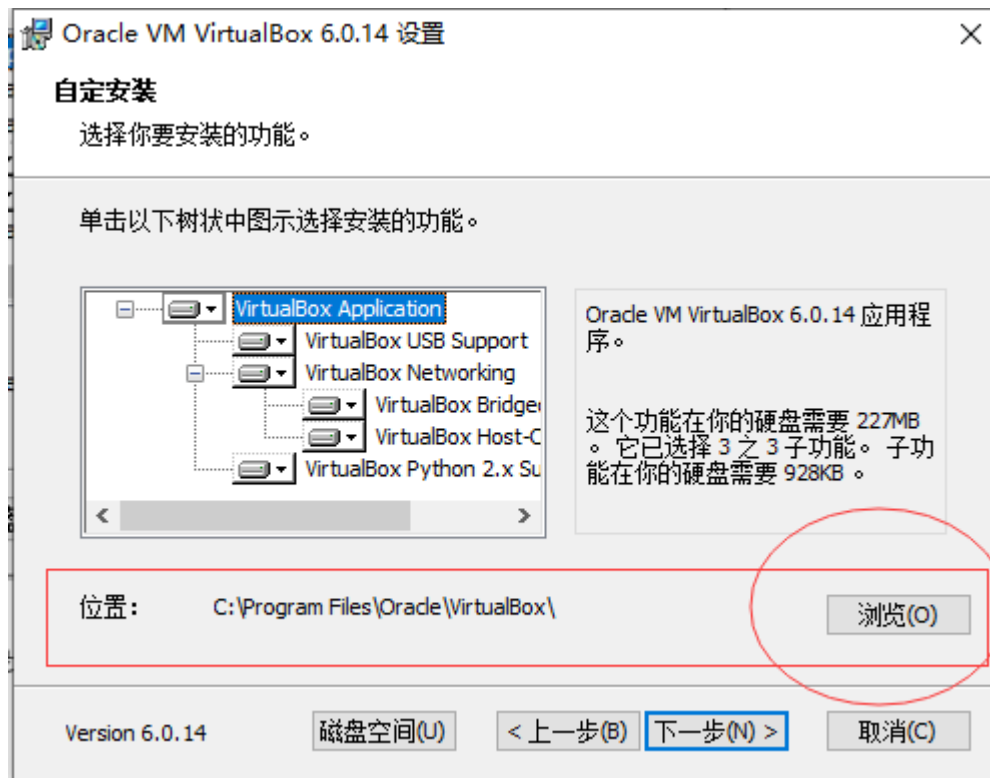 Oracle VM VirtualBox 6.0.14 设置
自定安装
选择你要安装的功能。
单击以下树状中图示选择安装的功能。
VirtualBox Application
VirtualBox USB Support
VirtualBox Networking
VirtualBox Bridge
VirtualBox Host-
VirtualBox Python 2.x Su
Oracle VM VirtualBox 6.0.14 应用程
序。
这个功能在你的硬盘需要 227MB
。 它已选择 3 之 3 子功能。 子功
能在你的硬盘需要 928KB 。
位置: C:\Program Files\Oracle\VirtualBox\
浏览(O)
Version 6.0.14 磁盘空间(U) < 上一步(B) 下一步(N) > 取消(C)